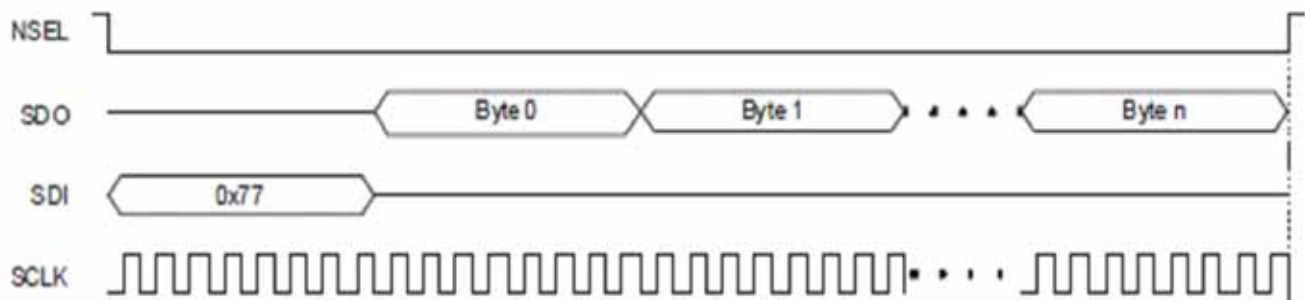 NSEL
SDO Byte 0 Byte 1 Byte n
SDI 0x77
SCLK